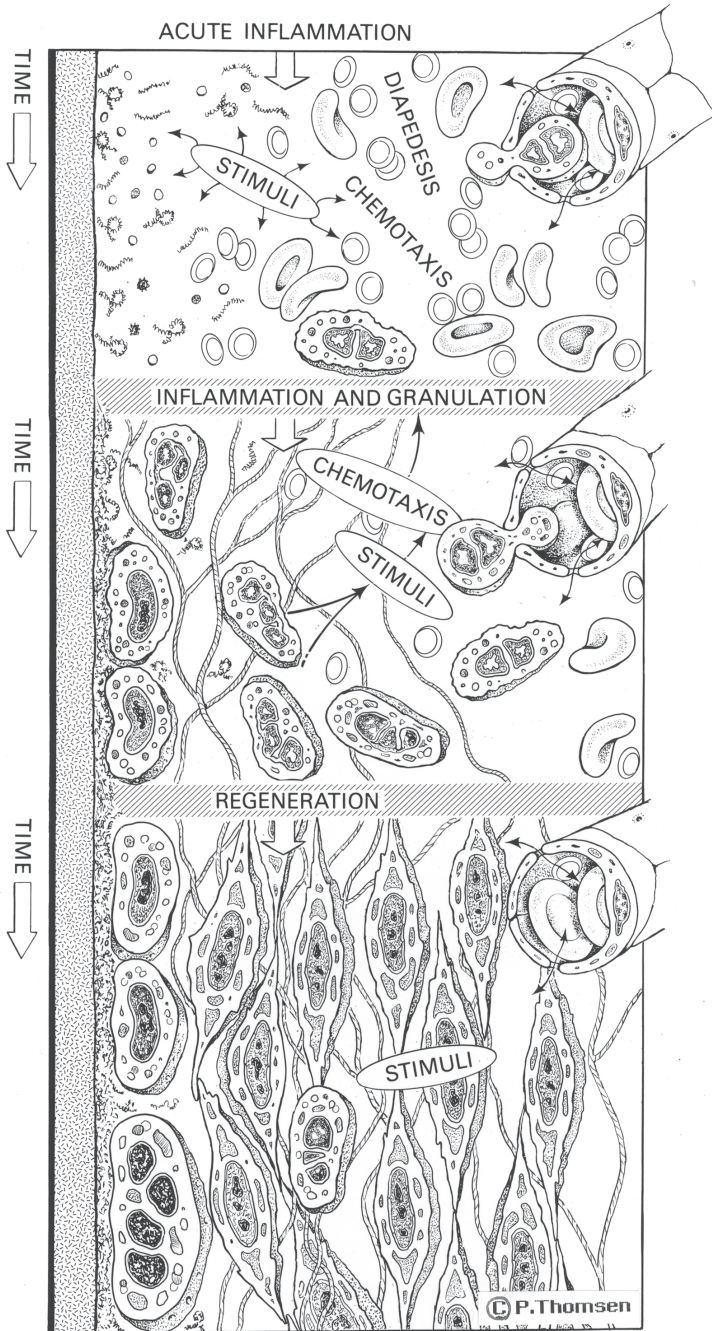 ACUTE INFLAMMATION
TIME
DIAPEDESIS
STIMULI
CHEMOTAXIS
INFLAMMATION AND GRANULATION
TIME
CHEMOTAXIS
STIMULI
REGENERATION
TIME
STIMULI
© P.Thomsen